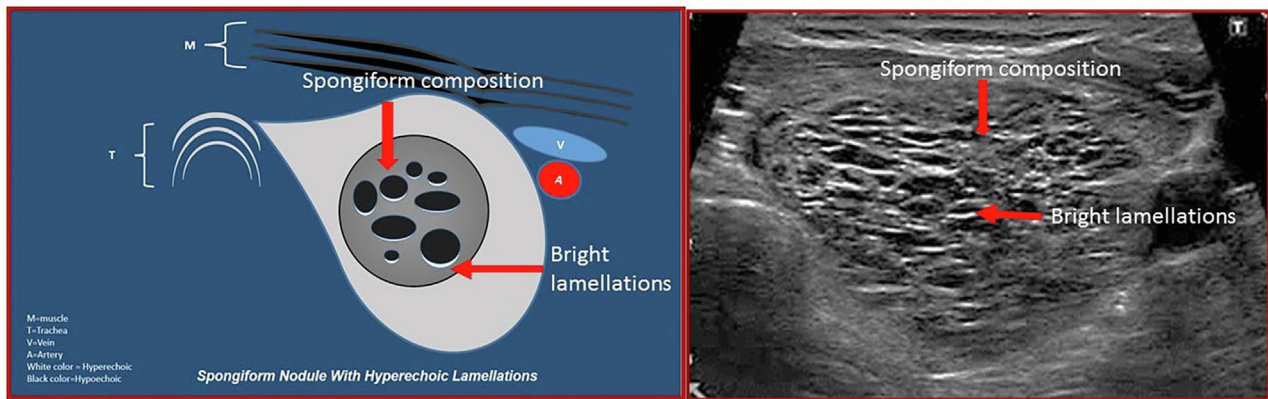 M
Spongiform composition
T
V
A
Bright
lamellations
M=muscle
T=Trachea
V=Vein
A=Artery
White color = Hyperechoic
Black color=Hypoechoic
Spongiform Nodule With Hyperechoic Lamellations
T
Spongiform composition
Bright lamellations